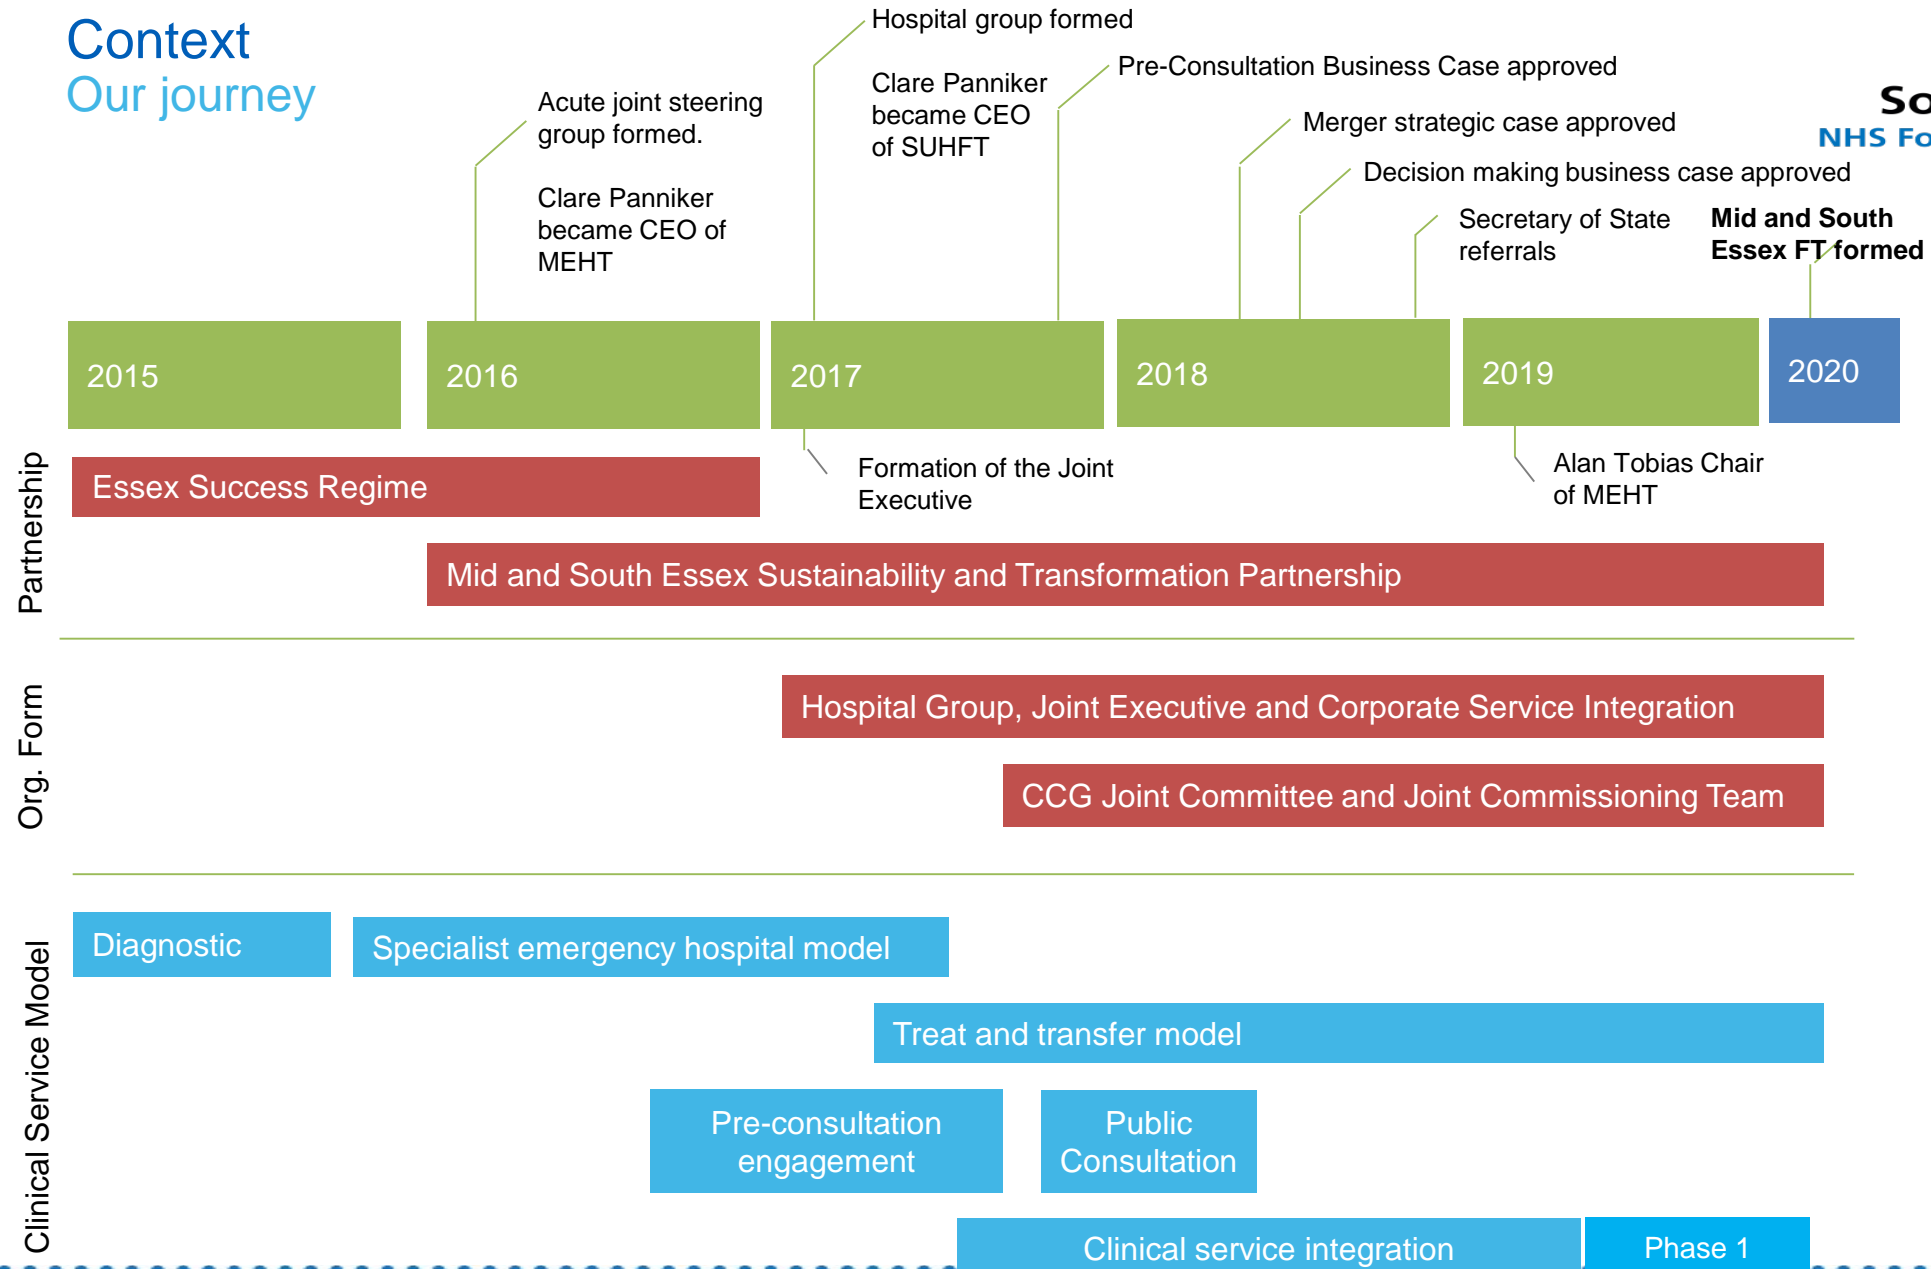 Context
Our journey
Hospital group formed
Clare Panniker
became CEO
of SUHFT
Pre-Consultation Business Case approved
Acute joint steering
group formed.
Clare Panniker
became CEO of
MEHT
Merger strategic case approved
Decision making business case approved
Secretary of State
referrals
Mid and South
Essex FT formed
So
NHS Fo
2015
2016
2017
2018
2019
2020
Partnership
Essex Success Regime
Formation of the Joint
Executive
Alan Tobias Chair
of MEHT
Mid and South Essex Sustainability and Transformation Partnership
Org. Form
Hospital Group, Joint Executive and Corporate Service Integration
CCG Joint Committee and Joint Commissioning Team
Clinical Service Model
Diagnostic
Specialist emergency hospital model
Treat and transfer model
Pre-consultation
engagement
Public
Consultation
Clinical service integration
Phase 1